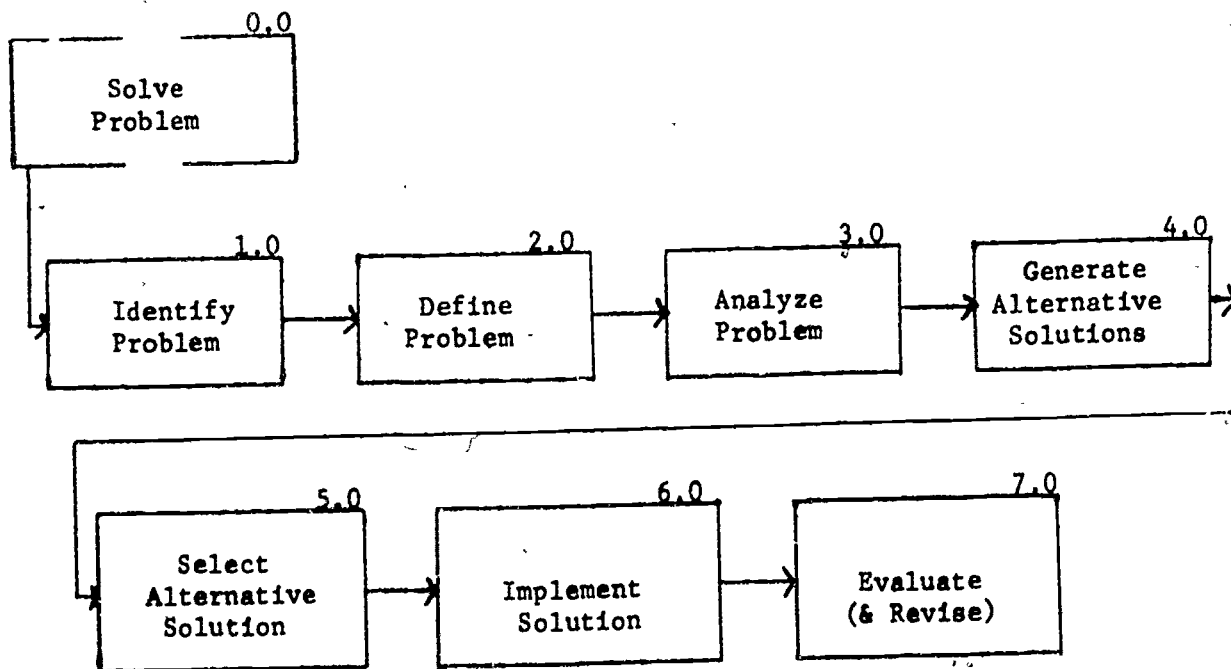 0.0
Solve
Problem
1.0
Identify
Problem
2.0
Define
Problem
3.0
Analyze
Problem
4.0
Generate
Alternative
Solutions
5.0
Select
Alternative
Solution
6.0
Implement
Solution
7.0
Evaluate
(& Revise)